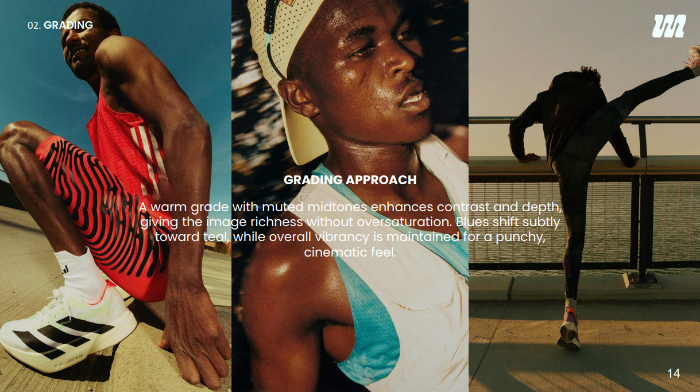 02. GRADING
GRADING APPROACH
A warm grade with muted midtones enhances contrast and depth,
giving the image richness without oversaturation. Blues shift subtly
toward teal, while overall vibrancy is maintained for a punchy,
cinematic feel.
14